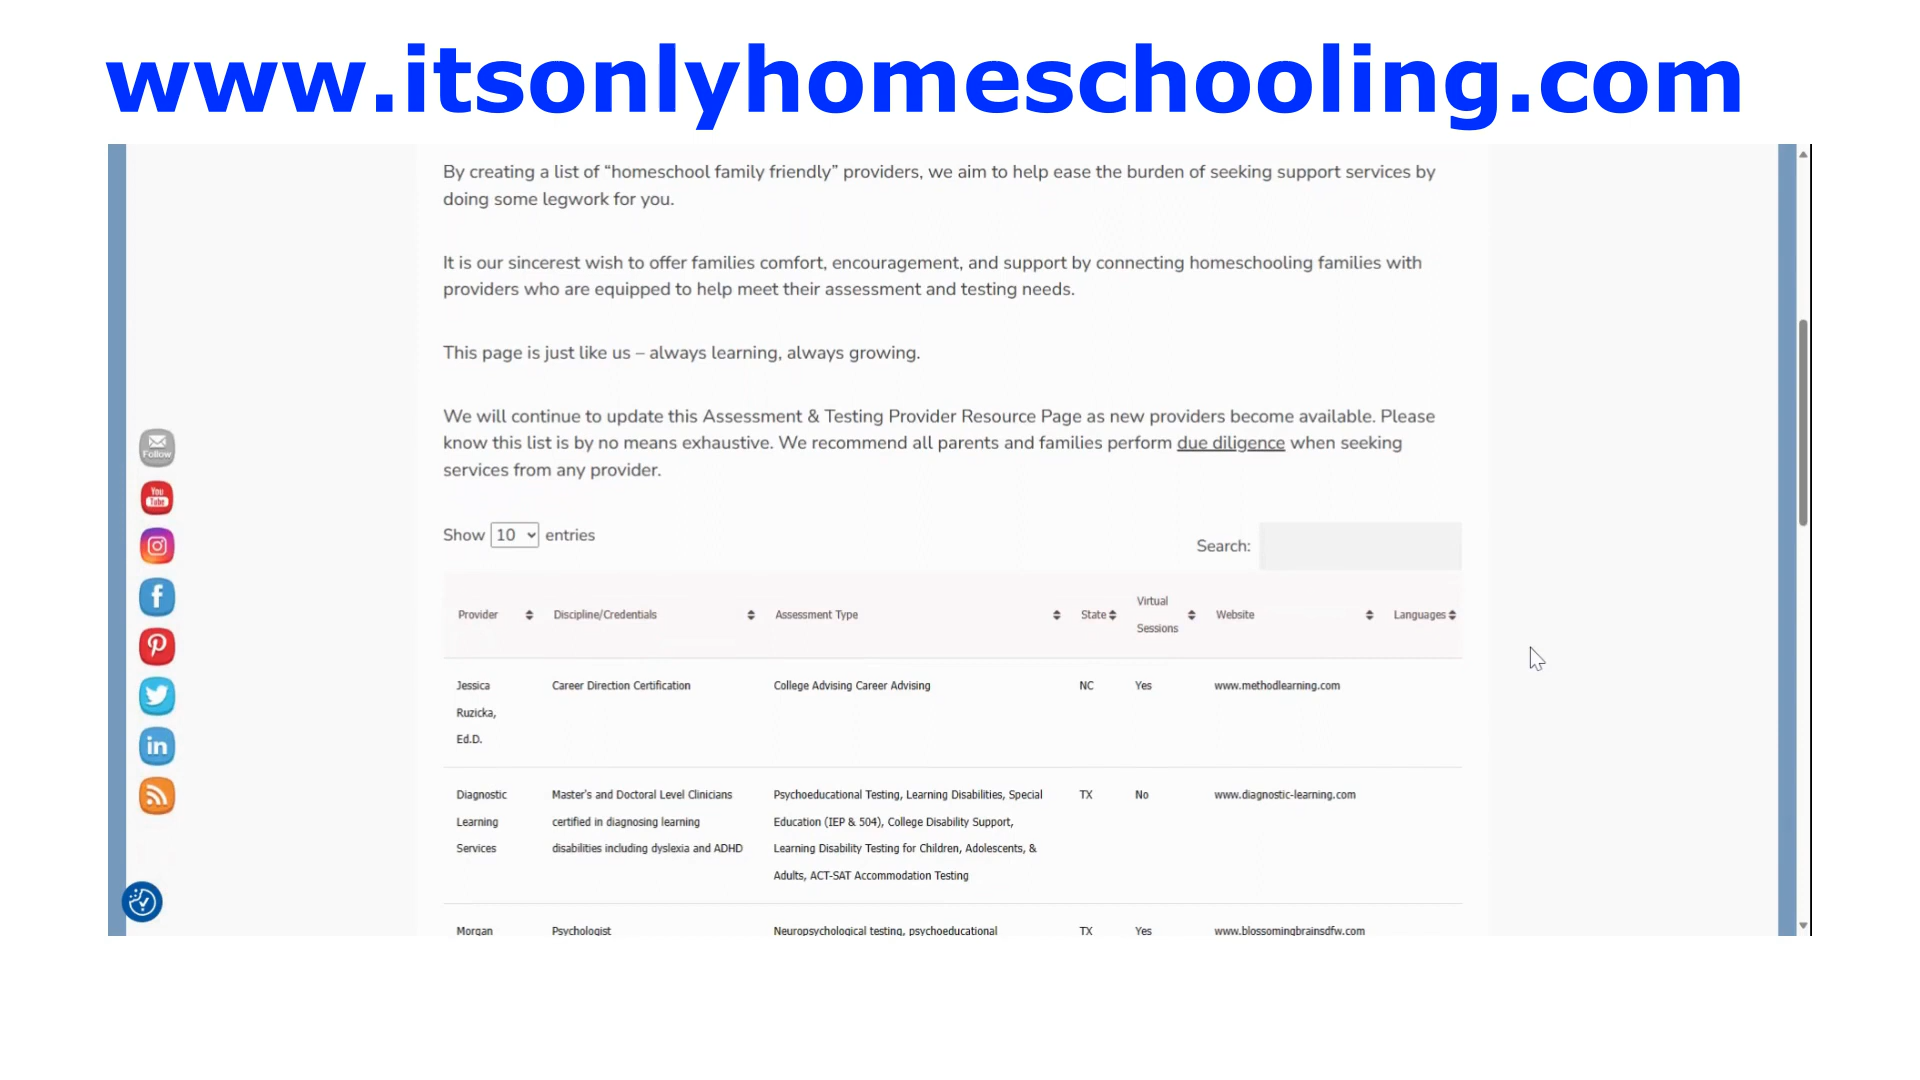 www.itsonlyhomeschooling.com
By creating a list of “homeschool family friendly” providers, we aim to help ease the burden of seeking support services by
doing some legwork for you.
It is our sincerest wish to offer families comfort, encouragement, and support by connecting homeschooling families with
providers who are equipped to help meet their assessment and testing needs.
This page is just like us – always learning, always growing.
We will continue to update this Assessment & Testing Provider Resource Page as new providers become available. Please
know this list is by no means exhaustive. We recommend all parents and families perform due diligence when seeking
services from any provider.
Follow
You
Tube
Show 10 entries
Search:
Provider Discipline/Credentials Assessment Type State Virtual Sessions Website Languages
Jessica Career Direction Certification College Advising Career Advising NC Yes www.methodlearning.com
Ruzicka,
Ed.D.
Diagnostic Master's and Doctoral Level Clinicians Psychoeducational Testing, Learning Disabilities, Special TX No www.diagnostic-learning.com
Learning certified in diagnosing learning Education (IEP & 504), College Disability Support,
Services disabilities including dyslexia and ADHD Learning Disability Testing for Children, Adolescents, &
Adults, ACT-SAT Accommodation Testing
Morgan Psychologist Neuropsychological testing, psychoeducational TX Yes www.blossomingbrainsdfw.com